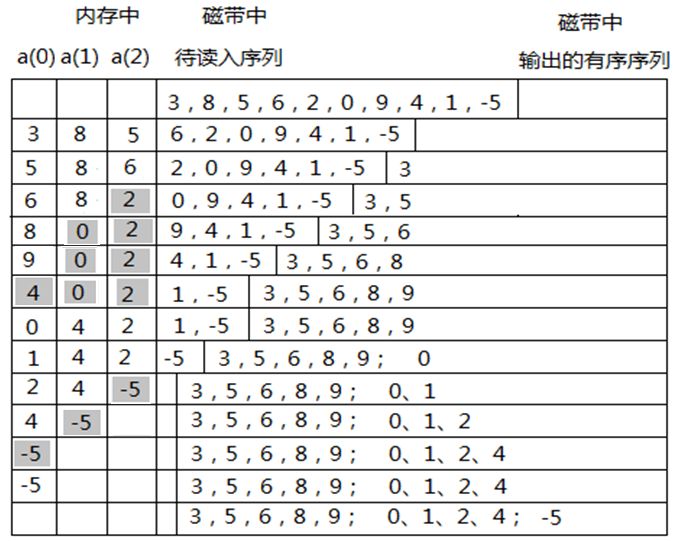 内存中 磁带中 磁带中
a(0) a(1) a(2) 待读入序列 输出的有序序列
3 , 8 , 5 , 6 , 2 , 0 , 9 , 4 , 1 , -5
3 8 5 6 , 2 , 0 , 9 , 4 , 1 , -5
5 8 6 2 , 0 , 9 , 4 , 1 , -5 3
6 8 2 0 , 9 , 4 , 1 , -5 3 , 5
8 0 2 9 , 4 , 1 , -5 3 , 5 , 6
9 0 2 4 , 1 , -5 3 , 5 , 6 , 8
4 0 2 1 , -5 3 , 5 , 6 , 8 , 9
0 4 2 1 , -5 3 , 5 , 6 , 8 , 9
1 4 2 -5 3 , 5 , 6 , 8 , 9 ; 0
2 4 -5 3 , 5 , 6 , 8 , 9 ; 0、1
4 -5 3 , 5 , 6 , 8 , 9 ; 0、1、2
-5 3 , 5 , 6 , 8 , 9 ; 0、1、2、4
-5 3 , 5 , 6 , 8 , 9 ; 0、1、2、4
3 , 5 , 6 , 8 , 9 ; 0、1、2、4 ; -5